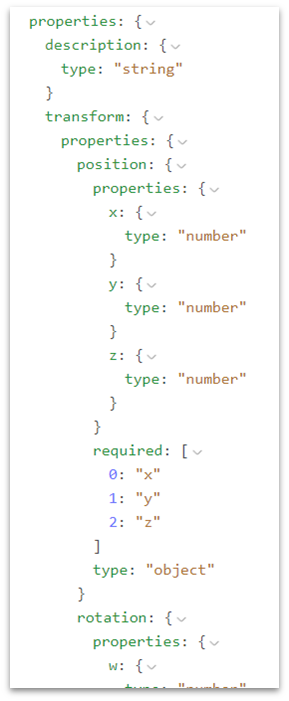 properties: {
description: {
type: "string"
}
transform: {
properties: {
position: {
properties: {
x: {
type: "number"
}
y: {
type: "number"
}
z: {
type: "number"
}
}
required: [
0: "x"
1: "y"
2: "z"
]
type: "object"
}
rotation: {
properties: {
w: {
type: "number"